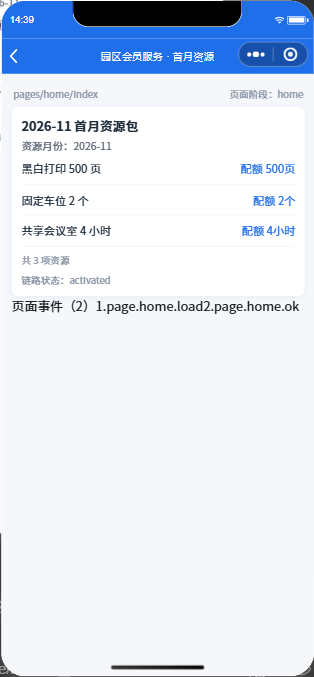 14:39
园区会员服务 · 首月资源
pages/home/index
页面阶段：home
2026-11 首月资源包
资源月份：2026-11
黑白打印 500 页
配额 500页
固定车位 2 个
配额 2个
共享会议室 4 小时
配额 4小时
共 3 项资源
链路状态：activated
页面事件（2）1.page.home.load2.page.home.ok